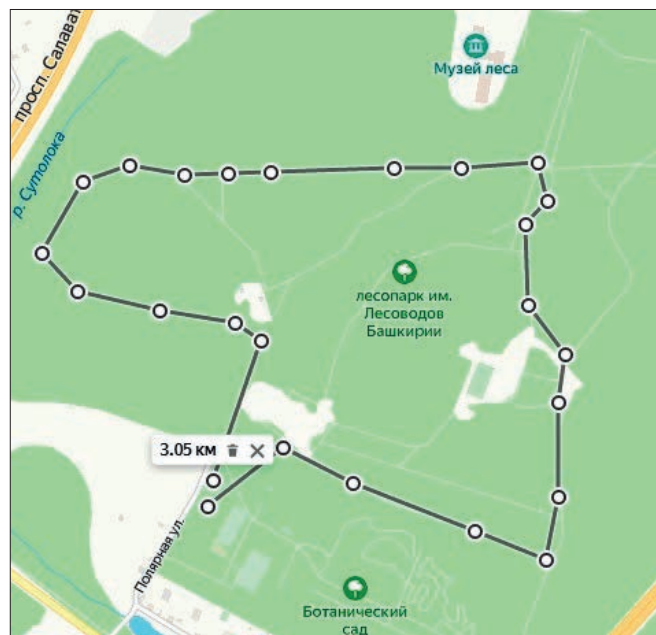 просп. Салават
Музей леса
р. Сутолока
лесопарк им.
Лесоводов
Башкирии
3.05 км
Полярная ул.
Ботанический
сад